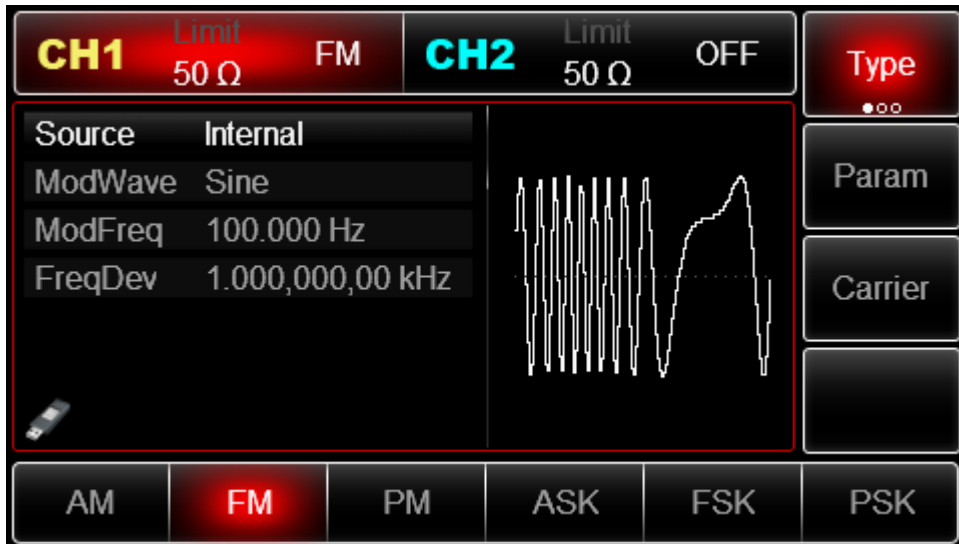 CH1 Limit 50 Ω FM CH2 Limit 50 Ω OFF Type
Source Internal
ModWave Sine
Param
ModFreq 100.000 Hz
FreqDev 1.000,000,00 kHz
Carrier
AM FM PM ASK FSK PSK